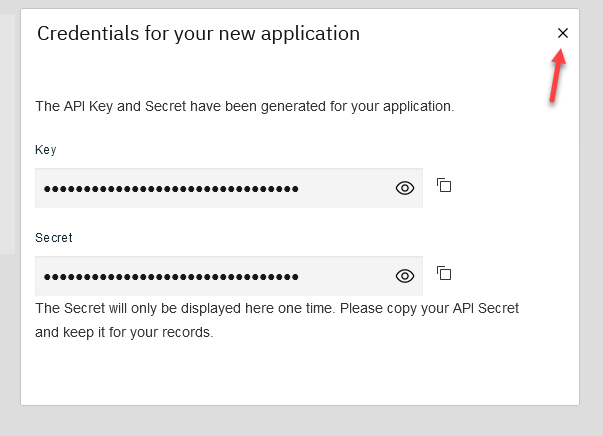 Credentials for your new application
The API Key and Secret have been generated for your application.
Key
••••••••••••••••••••••••••••••••
Secret
••••••••••••••••••••••••••••••••
The Secret will only be displayed here one time. Please copy your API Secret
and keep it for your records.